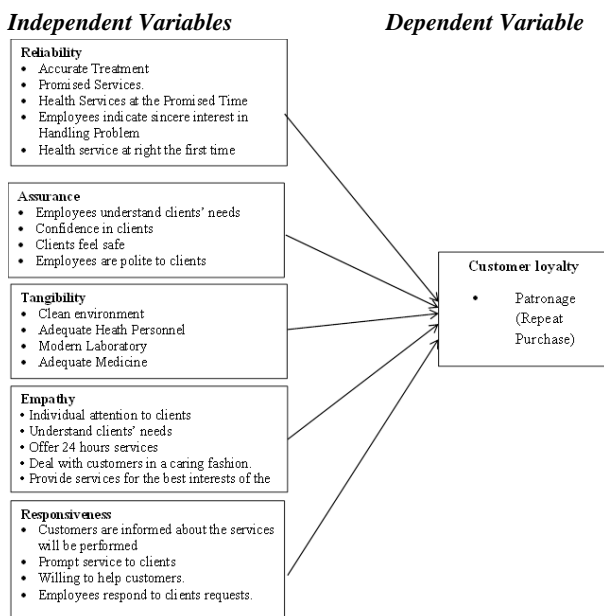 Independent Variables
Dependent Variable
Reliability
• Accurate Treatment
• Promised Services.
• Health Services at the Promised Time
• Employees indicate sincere interest in
Handling Problem
• Health service at right the first time
Assurance
• Employees understand clients' needs
• Confidence in clients
• Clients feel safe
• Employees are polite to clients
Tangibility
• Clean environment
• Adequate Heath Personnel
• Modern Laboratory
• Adequate Medicine
Empathy
• Individual attention to clients
• Understand clients' needs
• Offer 24 hours services
• Deal with customers in a caring fashion.
• Provide services for the best interests of the
Responsiveness
• Customers are informed about the services
will be performed
• Prompt service to clients
• Willing to help customers.
• Employees respond to clients requests.
Customer loyalty
• Patronage
(Repeat
Purchase)